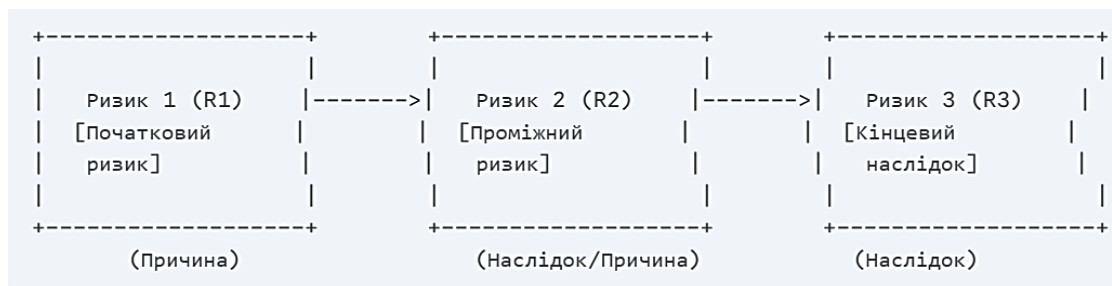 +-------------------+         +-------------------+         +-------------------+
|                   |         |                   |         |                   |
|   Ризик 1 (R1)    |-------->|   Ризик 2 (R2)    |-------->|   Ризик 3 (R3)    |
|  [Початковий      |         |  [Проміжний       |         |  [Кінцевий        |
|   ризик]          |         |   ризик]          |         |   наслідок]       |
|                   |         |                   |         |                   |
+-------------------+         +-------------------+         +-------------------+
(Причина) (Наслідок/Причина) (Наслідок)